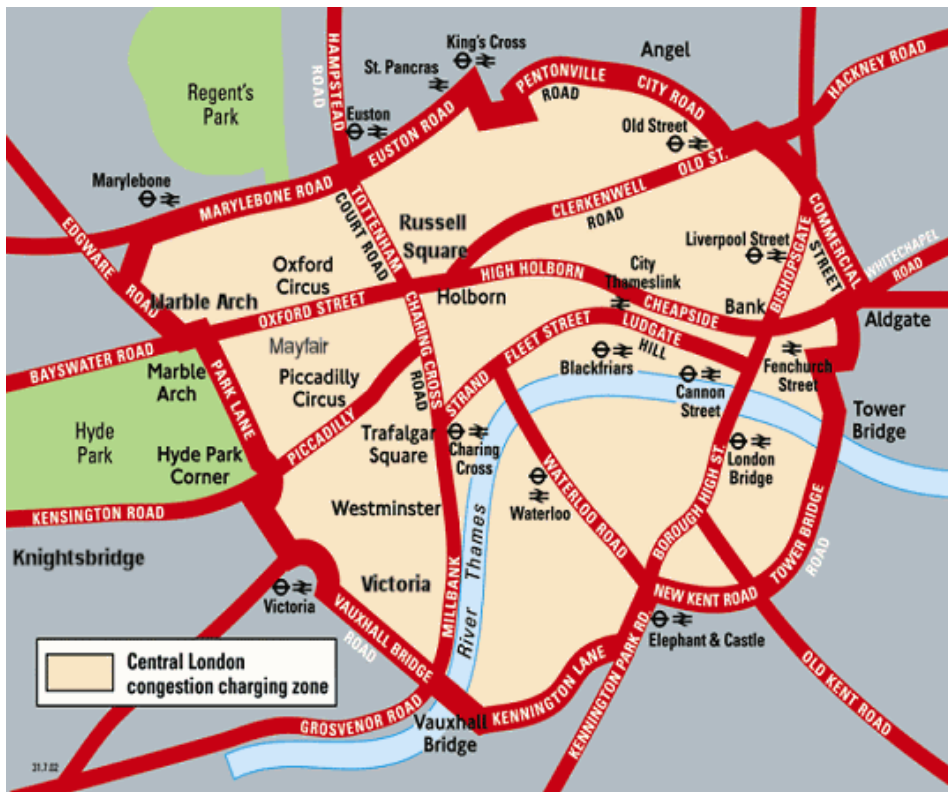 King's Cross
Angel
HACKNEY ROAD
HAMPSTEAD
ROAD
St. Pancras
PENTONVILLE
ROAD
CITY ROAD
Regent's
Park
Euston
EUSTON ROAD
Old Street
OLD ST.
Marylebone
MARYLEBONE ROAD
TOTTENHAM
COURT ROAD
CLERKENWELL
ROAD
COMMERCIAL
STREET
EDGWARE
ROAD
Russell
Square
Liverpool Street
BISHOPSGATE
WHITECHAPEL
ROAD
Oxford
Circus
HIGH HOLBORN
City
Thameslink
Marble Arch
OXFORD STREET
Holborn
CHEAPSIDE
Bank
Aldgate
BAYSWATER ROAD
Mayfair
CHARING CROSS
ROAD
FLEET STREET
LUDGATE
HILL
Marble
Arch
PARK LANE
Piccadilly
Circus
STRAND
Blackfriars
Cannon
Street
Fenchurch
Street
Hyde
Park
Hyde Park
Corner
PICCADILLY
Trafalgar
Square
Charing
Cross
Tower
Bridge
London
Bridge
KENSINGTON ROAD
Westminster
Waterloo
WATERLOO ROAD
BOROUGH HIGH ST.
TOWER BRIDGE
ROAD
Knightsbridge
Victoria
Victoria
MILLBANK
River Thames
NEW KENT ROAD
VAUXHALL BRIDGE
ROAD
Elephant & Castle
Central London
congestion charging zone
GROSVENOR ROAD
Vauxhall
Bridge
KENNINGTON LANE
KENNINGTON PARK RD.
OLD KENT ROAD
31.7.02